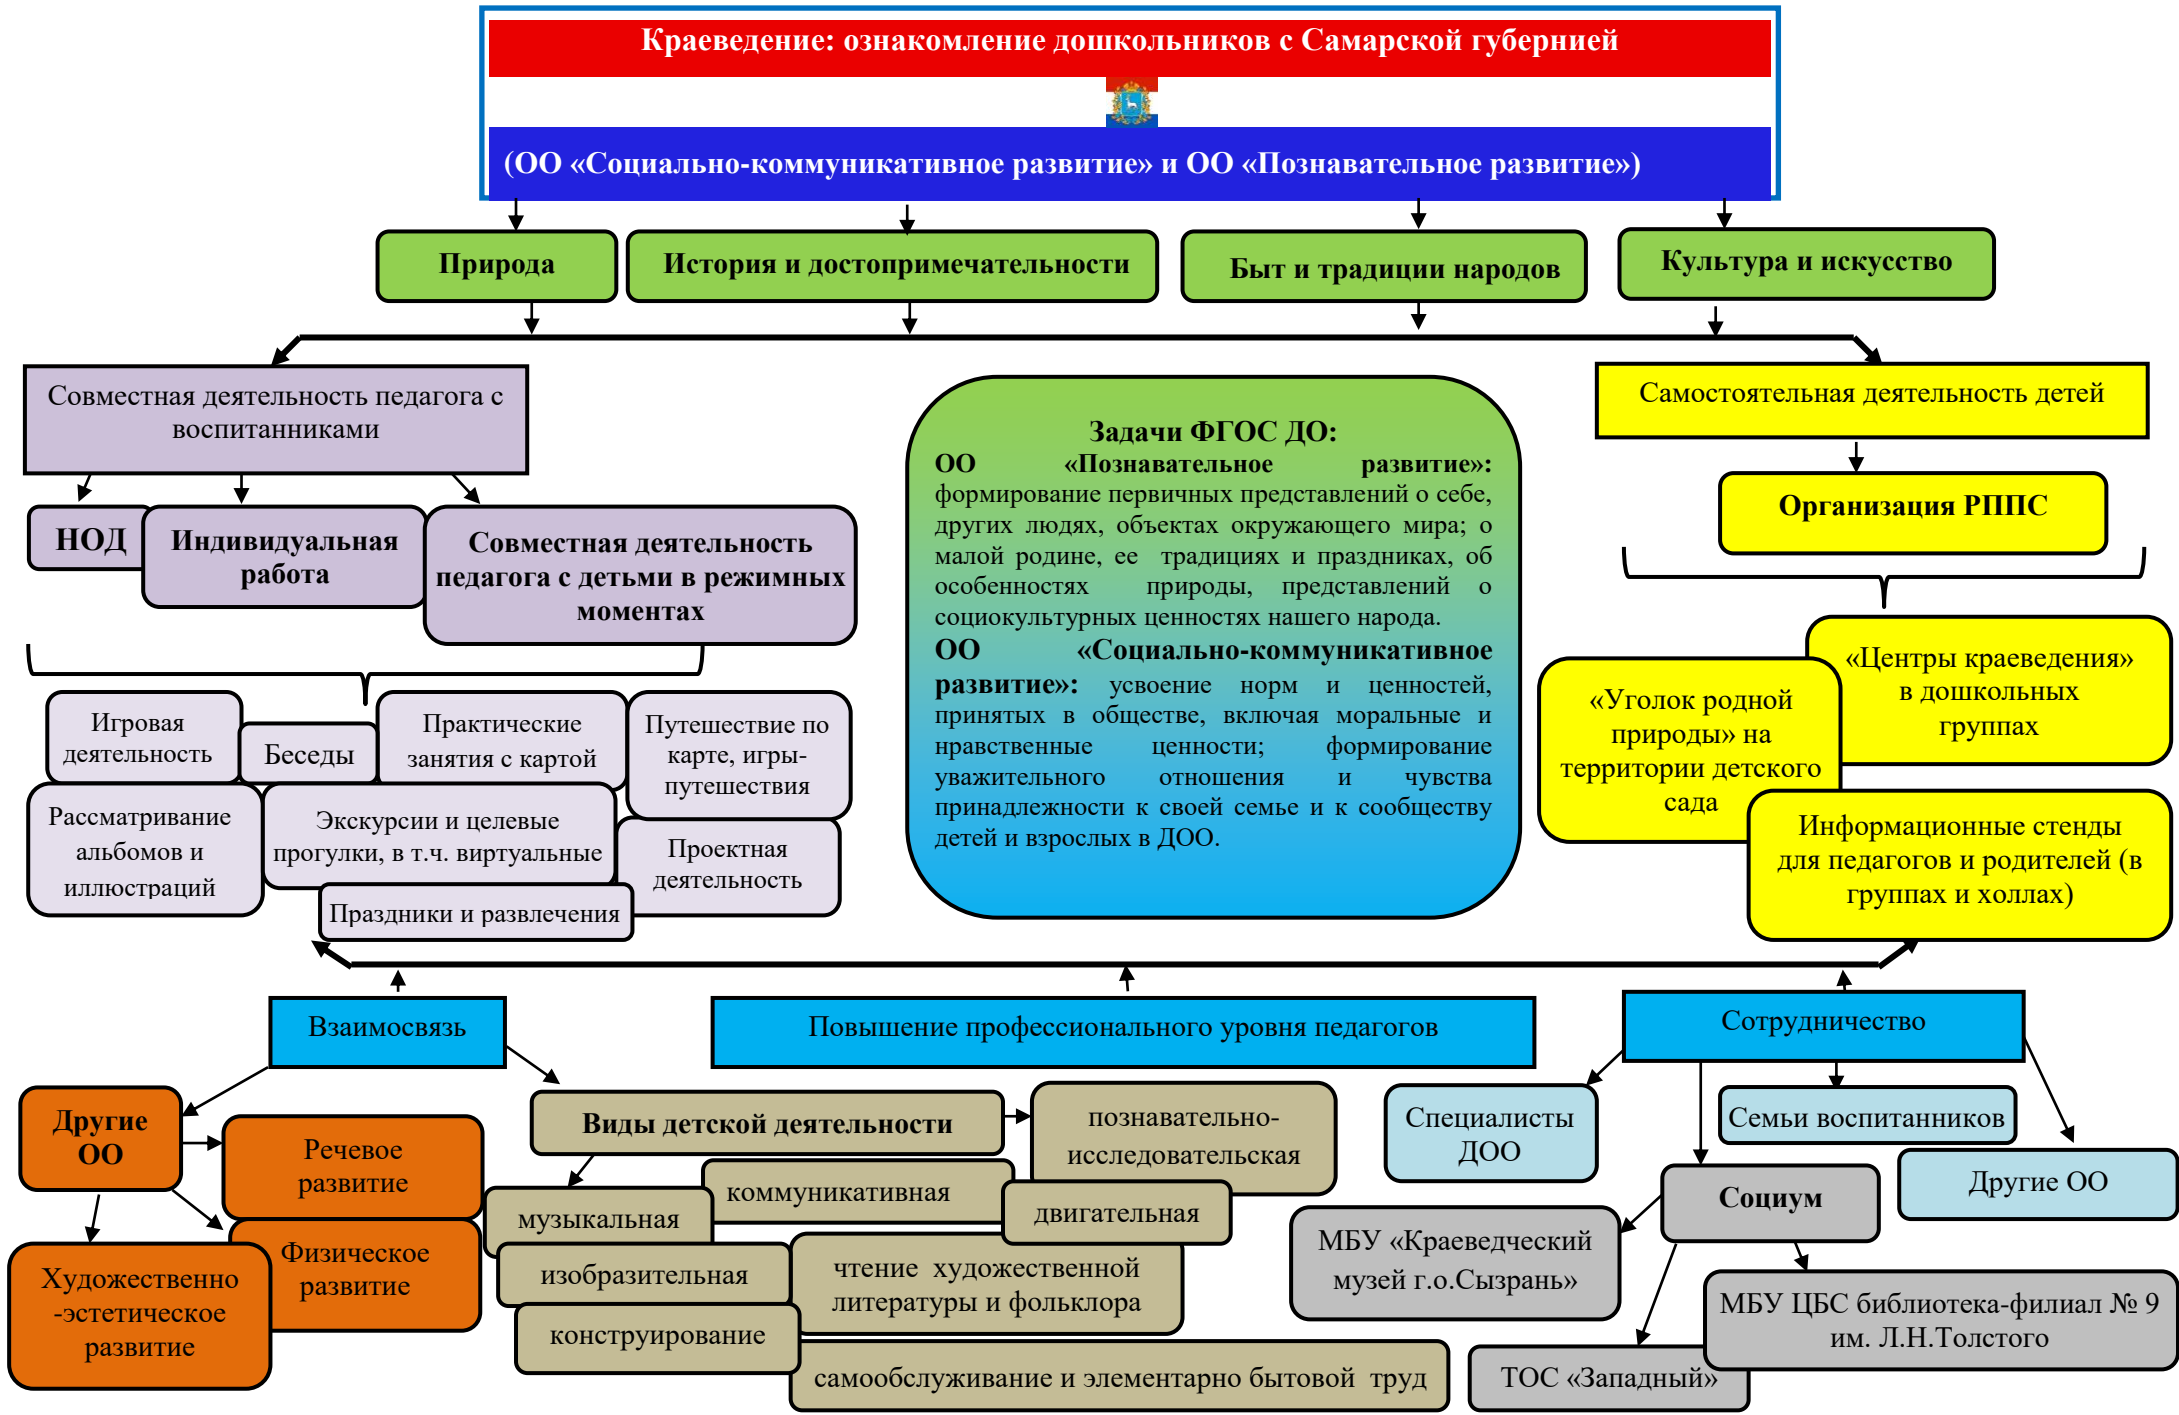 Краеведение: ознакомление дошкольников с Самарской губернией
(ОО «Социально-коммуникативное развитие» и ОО «Познавательное развитие»)
Природа
История и достопримечательности
Быт и традиции народов
Культура и искусство
Совместная деятельность педагога с
воспитанниками
НОД
Индивидуальная
работа
Совместная деятельность
педагога с детьми в режимных
моментах
Игровая
деятельность
Беседы
Практические
занятия с картой
Путешествие по
карте, игры-
путешествия
Рассматривание
альбомов и
иллюстраций
Экскурсии и целевые
прогулки, в т.ч. виртуальные
Проектная
деятельность
Праздники и развлечения
Задачи ФГОС ДО:
ОО «Познавательное развитие»:
формирование первичных представлений о себе,
других людях, объектах окружающего мира; о
малой родине, ее традициях и праздниках, об
особенностях природы, представлений о
социокультурных ценностях нашего народа.
ОО «Социально-коммуникативное
развитие»: усвоение норм и ценностей,
принятых в обществе, включая моральные и
нравственные ценности; формирование
уважительного отношения и чувства
принадлежности к своей семье и к сообществу
детей и взрослых в ДОО.
Самостоятельная деятельность детей
Организация РППС
«Центры краеведения»
в дошкольных
группах
«Уголок родной
природы» на
территории детского
сада
Информационные стенды
для педагогов и родителей (в
группах и холлах)
Взаимосвязь
Повышение профессионального уровня педагогов
Сотрудничество
Другие
ОО
Речевое
развитие
Физическое
развитие
Художественно
-эстетическое
развитие
Виды детской деятельности
познавательно-
исследовательская
коммуникативная
музыкальная
двигательная
изобразительная
чтение художественной
литературы и фольклора
конструирование
самообслуживание и элементарно бытовой труд
Специалисты
ДОО
Семьи воспитанников
Другие ОО
Социум
МБУ «Краеведческий
музей г.о.Сызрань»
МБУ ЦБС библиотека-филиал № 9
им. Л.Н.Толстого
ТОС «Западный»